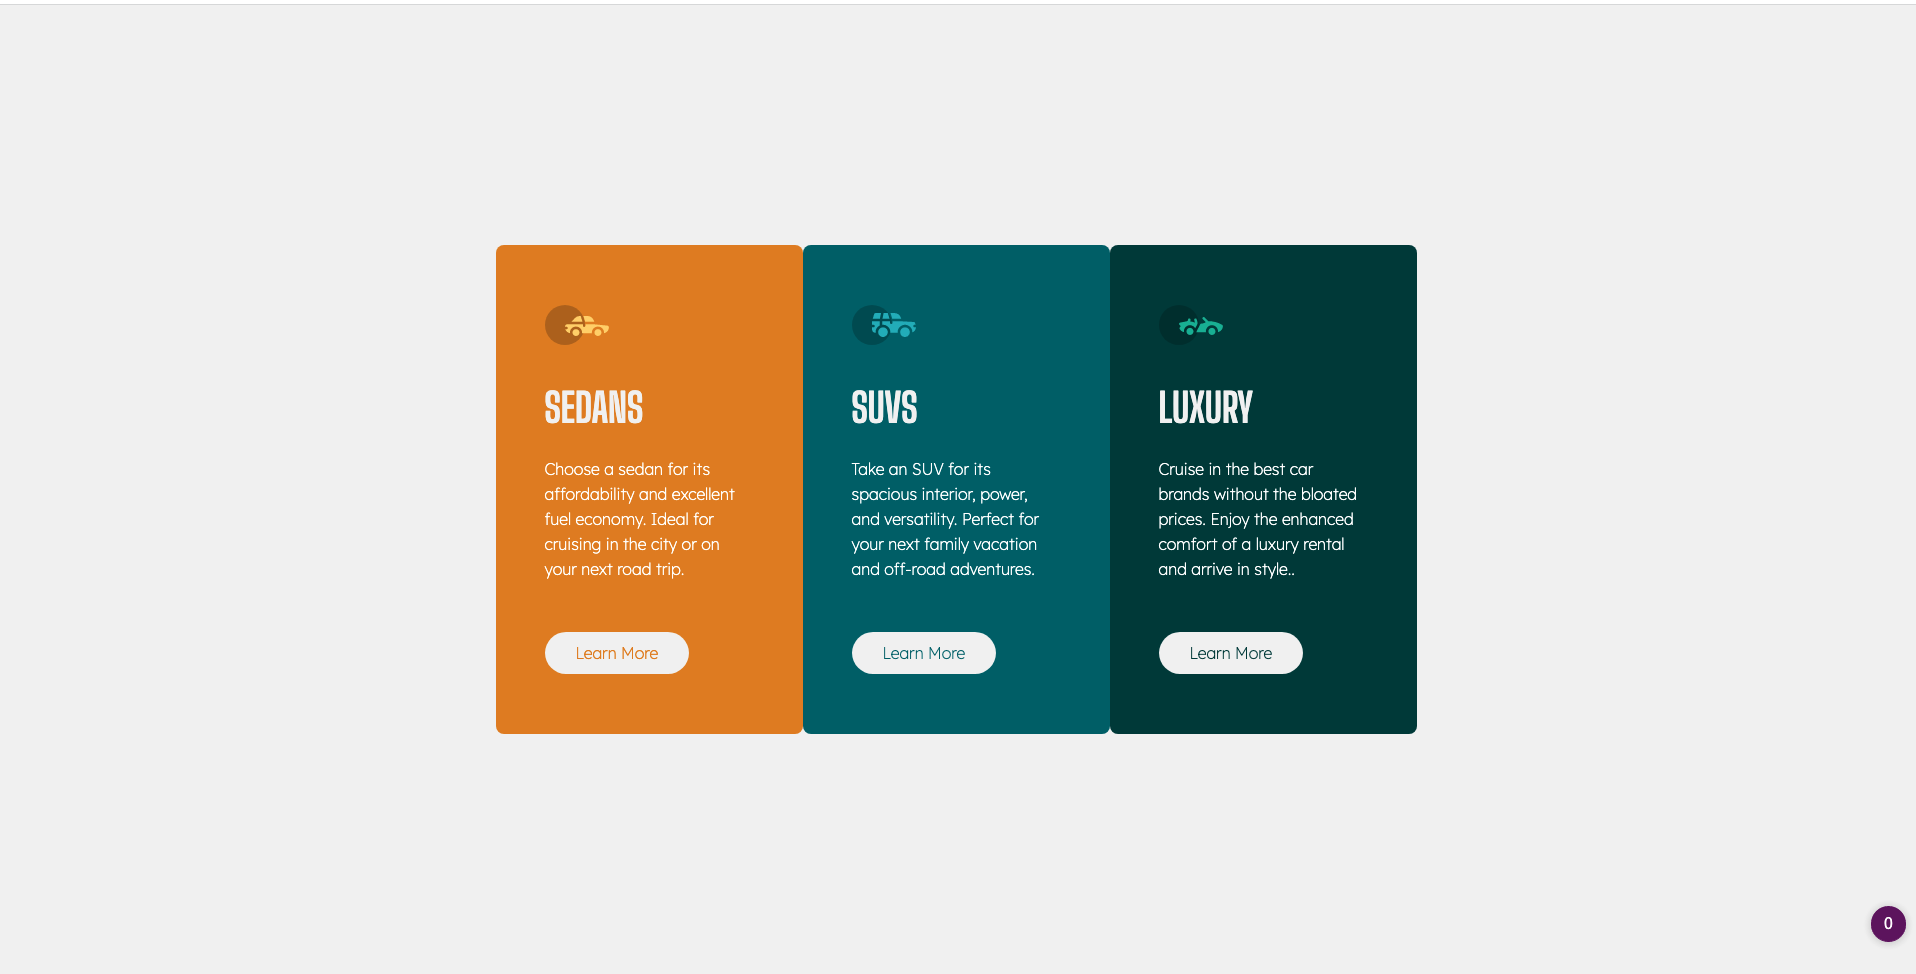 SEDANS
Choose a sedan for its
affordability and excellent
fuel economy. Ideal for
cruising in the city or on
your next road trip.
Learn More
SUVS
Take an SUV for its
spacious interior, power,
and versatility. Perfect for
your next family vacation
and off-road adventures.
Learn More
LUXURY
Cruise in the best car
brands without the bloated
prices. Enjoy the enhanced
comfort of a luxury rental
and arrive in style..
Learn More
0